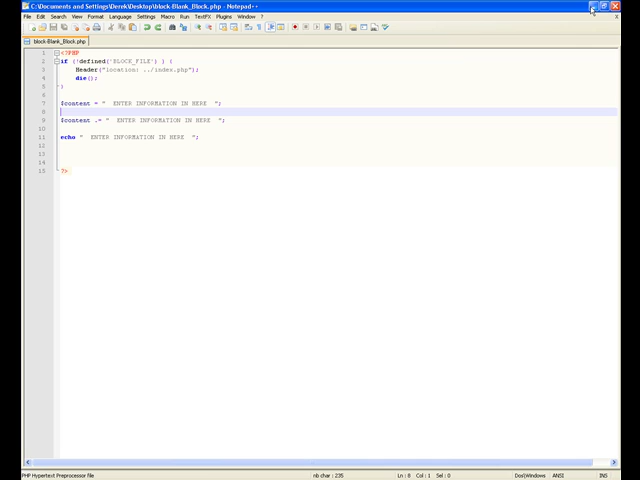 C:\Documents and Settings\Derek\Desktop\block-Blank_Block.php - Notepad++
File Edit Search View Format Language Settings Macro Run TextFX Plugins Window ? X
block-Blank_Block.php
1 <?PHP
2 if (!defined('BLOCK_FILE') ) {
3 Header("location: ../index.php");
4 die();
5 }
6
7 $content = " ENTER INFORMATION IN HERE ";
8
9 $content .= " ENTER INFORMATION IN HERE ";
10
11 echo " ENTER INFORMATION IN HERE ";
12
13
14
15 ?>
PHP Hypertext Preprocessor file nb char : 235 Ln : 8 Col : 1 Sel : 0 Dos\Windows ANSI INS